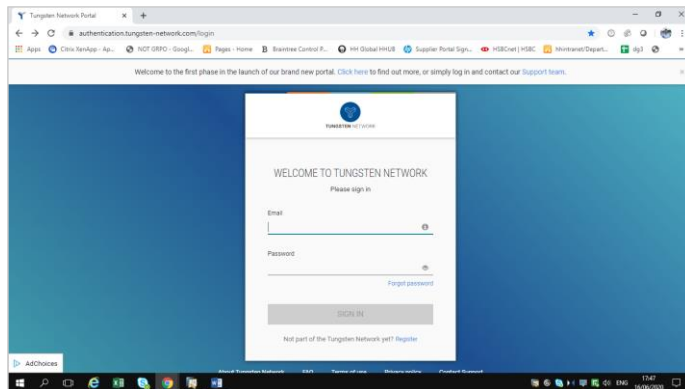 Tungsten Network Portal
authentication.tungsten-network.com/login
Apps Citrix XenApp - Ap... NOT GRPO - Googl... Pages - Home Braintree Control P... HH Global HHUB Supplier Portal Sign... HSBCnet | HSBC hhintranet/Depart... dg3
Welcome to the first phase in the launch of our brand new portal. Click here to find out more, or simply log in and contact our Support team.
TUNGSTEN NETWORK
WELCOME TO TUNGSTEN NETWORK
Please sign in
Email
Password
Forgot password
SIGN IN
Not part of the Tungsten Network yet? Register
AdChoices
About Tungsten Network FAQ Terms of use Privacy policy Contact Support
ENG 17:47
16/06/2020